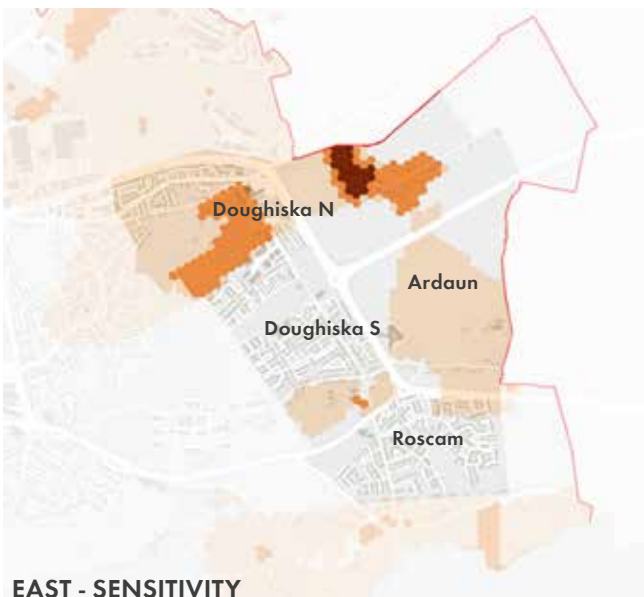 Doughiska N
Ardaun
Doughiska S
Roscam
EAST - SENSITIVITY